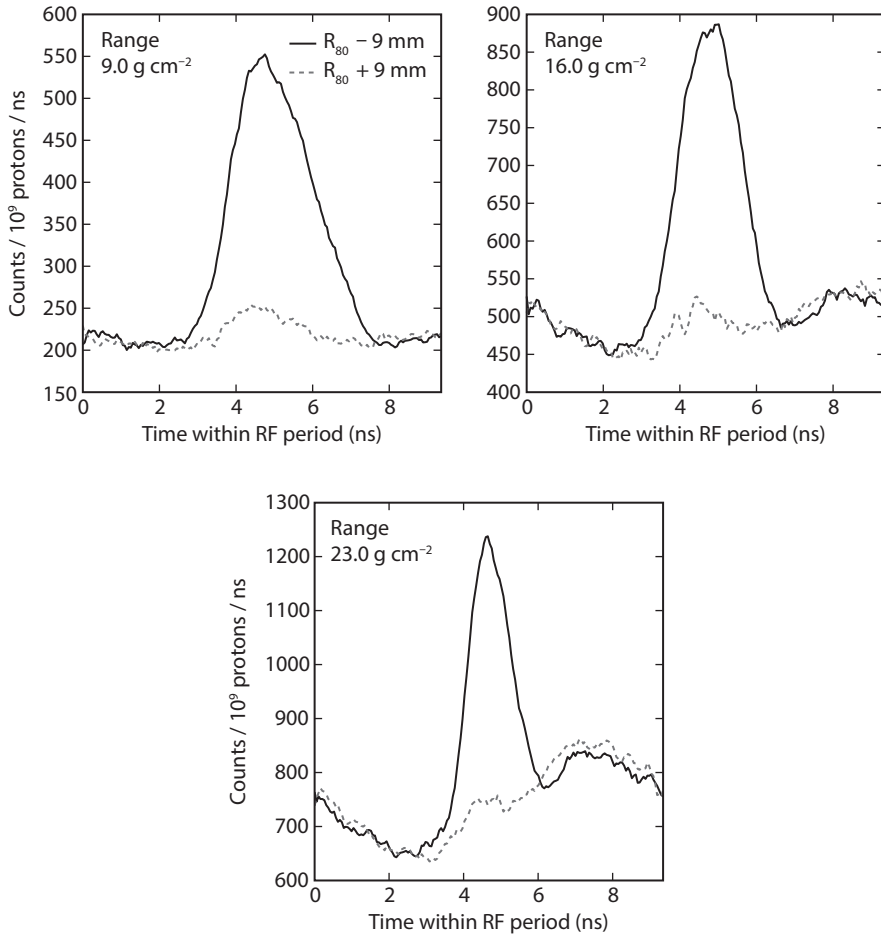 600
550
500
450
400
350
300
250
200
150
Counts / 10⁹ protons / ns
Range
9.0 g cm⁻²
R₈₀ − 9 mm
R₈₀ + 9 mm
0 2 4 6 8
Time within RF period (ns)
900
850
800
750
700
650
600
550
500
450
400
Range
16.0 g cm⁻²
0 2 4 6 8
Time within RF period (ns)
1300
1200
1100
1000
900
800
700
600
Counts / 10⁹ protons / ns
Range
23.0 g cm⁻²
0 2 4 6 8
Time within RF period (ns)